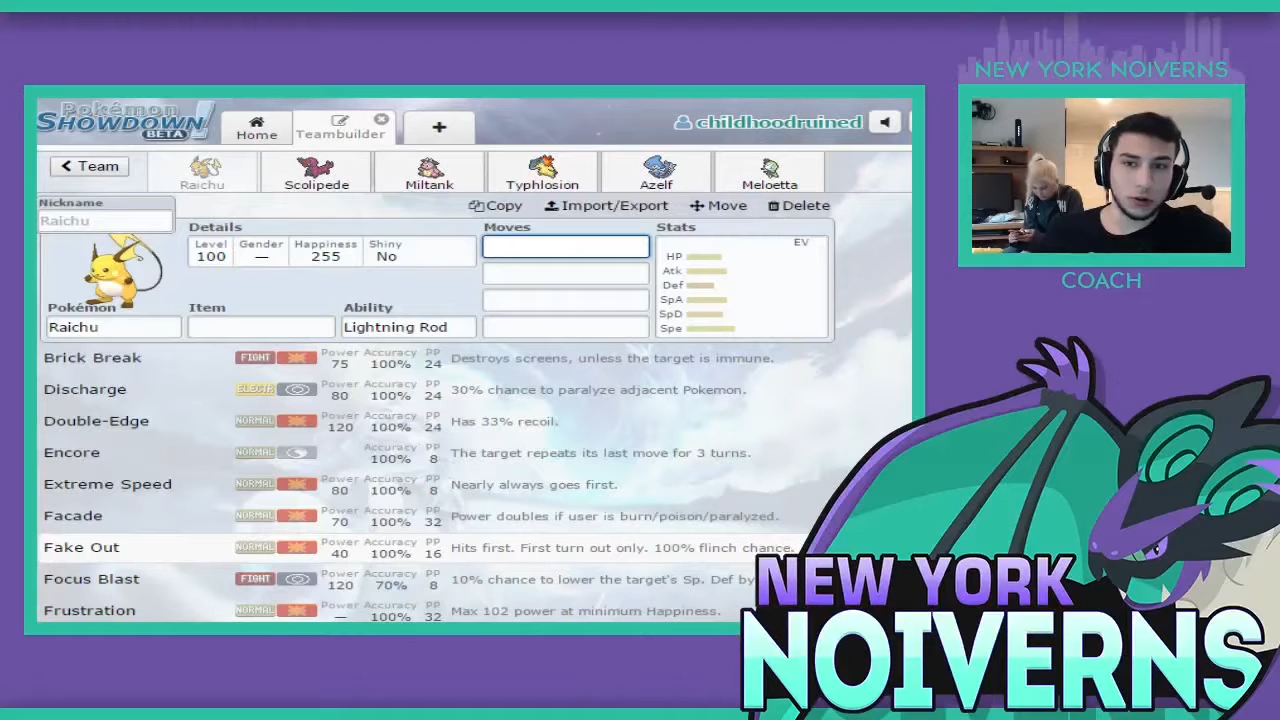 NEW YORK NOIVERNS
Pokémon
SHOWDOWN!
BETA
Home
Teambuilder
+
childhoodruined
Team
Raichu
Scolipede
Miltank
Typhlosion
Azelf
Meloetta
Copy
Import/Export
Move
Delete
Nickname
Raichu
Details
Level Gender Happiness Shiny
100 — 255 No
Pokémon
Raichu
Item
Ability
Lightning Rod
Moves
Stats
EV
HP
Atk
Def
SpA
SpD
Spe
Brick Break FIGHT Power 75 Accuracy 100% PP 24 Destroys screens, unless the target is immune.
Discharge ELECTR Power 80 Accuracy 100% PP 24 30% chance to paralyze adjacent Pokemon.
Double-Edge NORMAL Power 120 Accuracy 100% PP 24 Has 33% recoil.
Encore NORMAL Accuracy 100% PP 8 The target repeats its last move for 3 turns.
Extreme Speed NORMAL Power 80 Accuracy 100% PP 8 Nearly always goes first.
Facade NORMAL Power 70 Accuracy 100% PP 32 Power doubles if user is burn/poison/paralyzed.
Fake Out NORMAL Power 40 Accuracy 100% PP 16 Hits first. First turn out only. 100% flinch chance.
Focus Blast FIGHT Power 120 Accuracy 70% PP 8 10% chance to lower the target's Sp. Def by
Frustration NORMAL Power — Accuracy 100% PP 32 Max 102 power at minimum Happiness.
COACH
NEW YORK
NOIVERNS